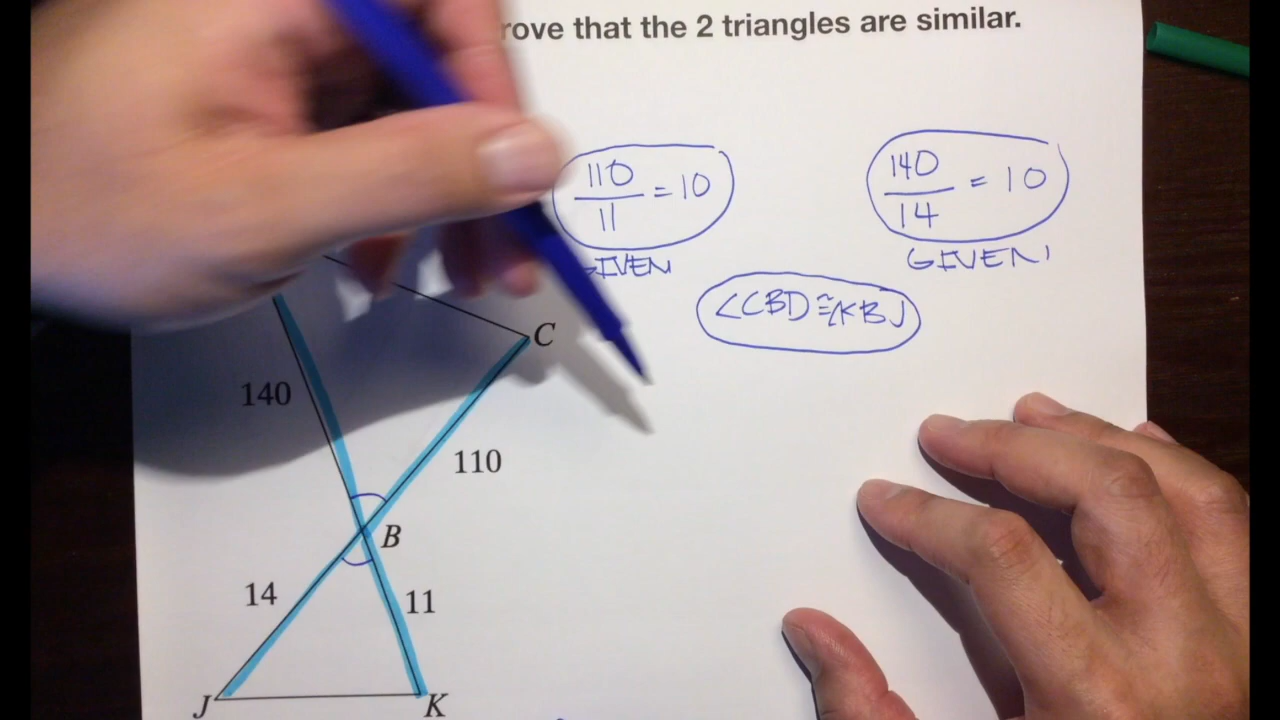 that the 2 triangles are similar.
110
11
= 10
140
14
= 10
GIVEN
∠CBD ≅ ∠KBJ
C
140
110
B
14
11
J
K